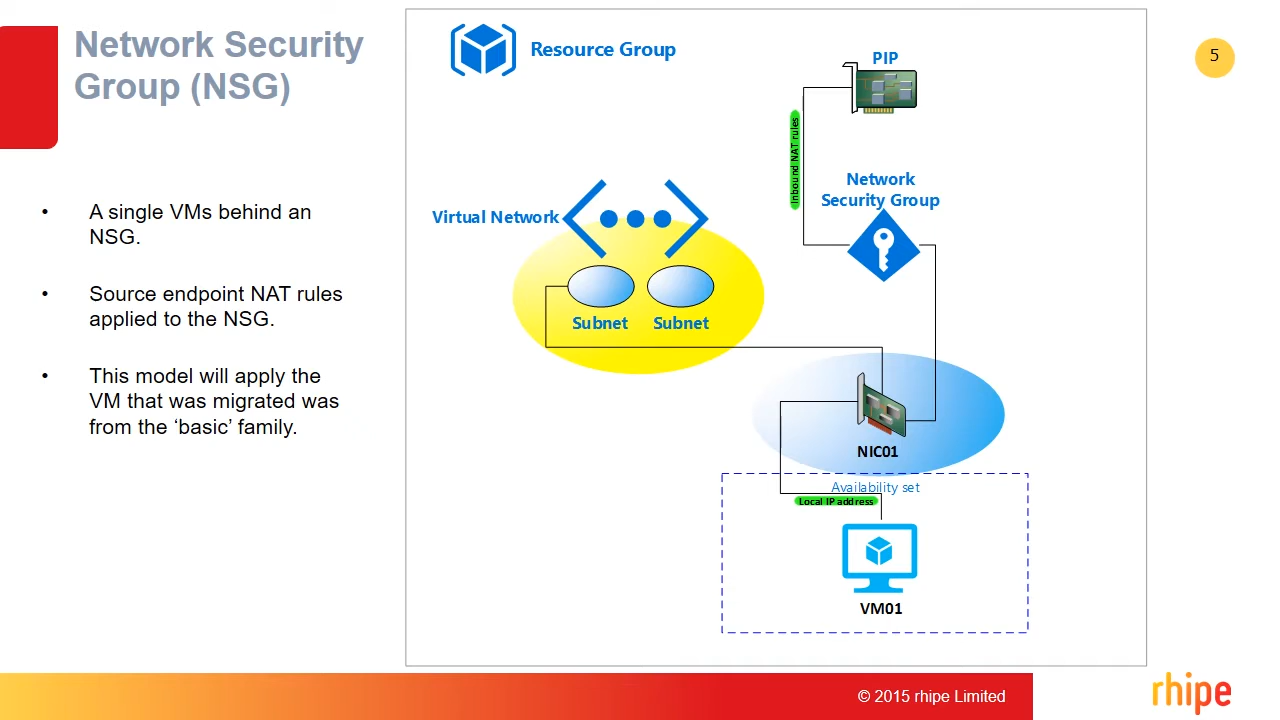 Network Security
Group (NSG)
• A single VMs behind an
NSG.
• Source endpoint NAT rules
applied to the NSG.
• This model will apply the
VM that was migrated was
from the ‘basic’ family.
Resource Group
PIP
5
Inbound NAT rules
Network
Security Group
Virtual Network
Subnet
Subnet
NIC01
Availability set
Local IP address
VM01
© 2015 rhipe Limited
rhipe